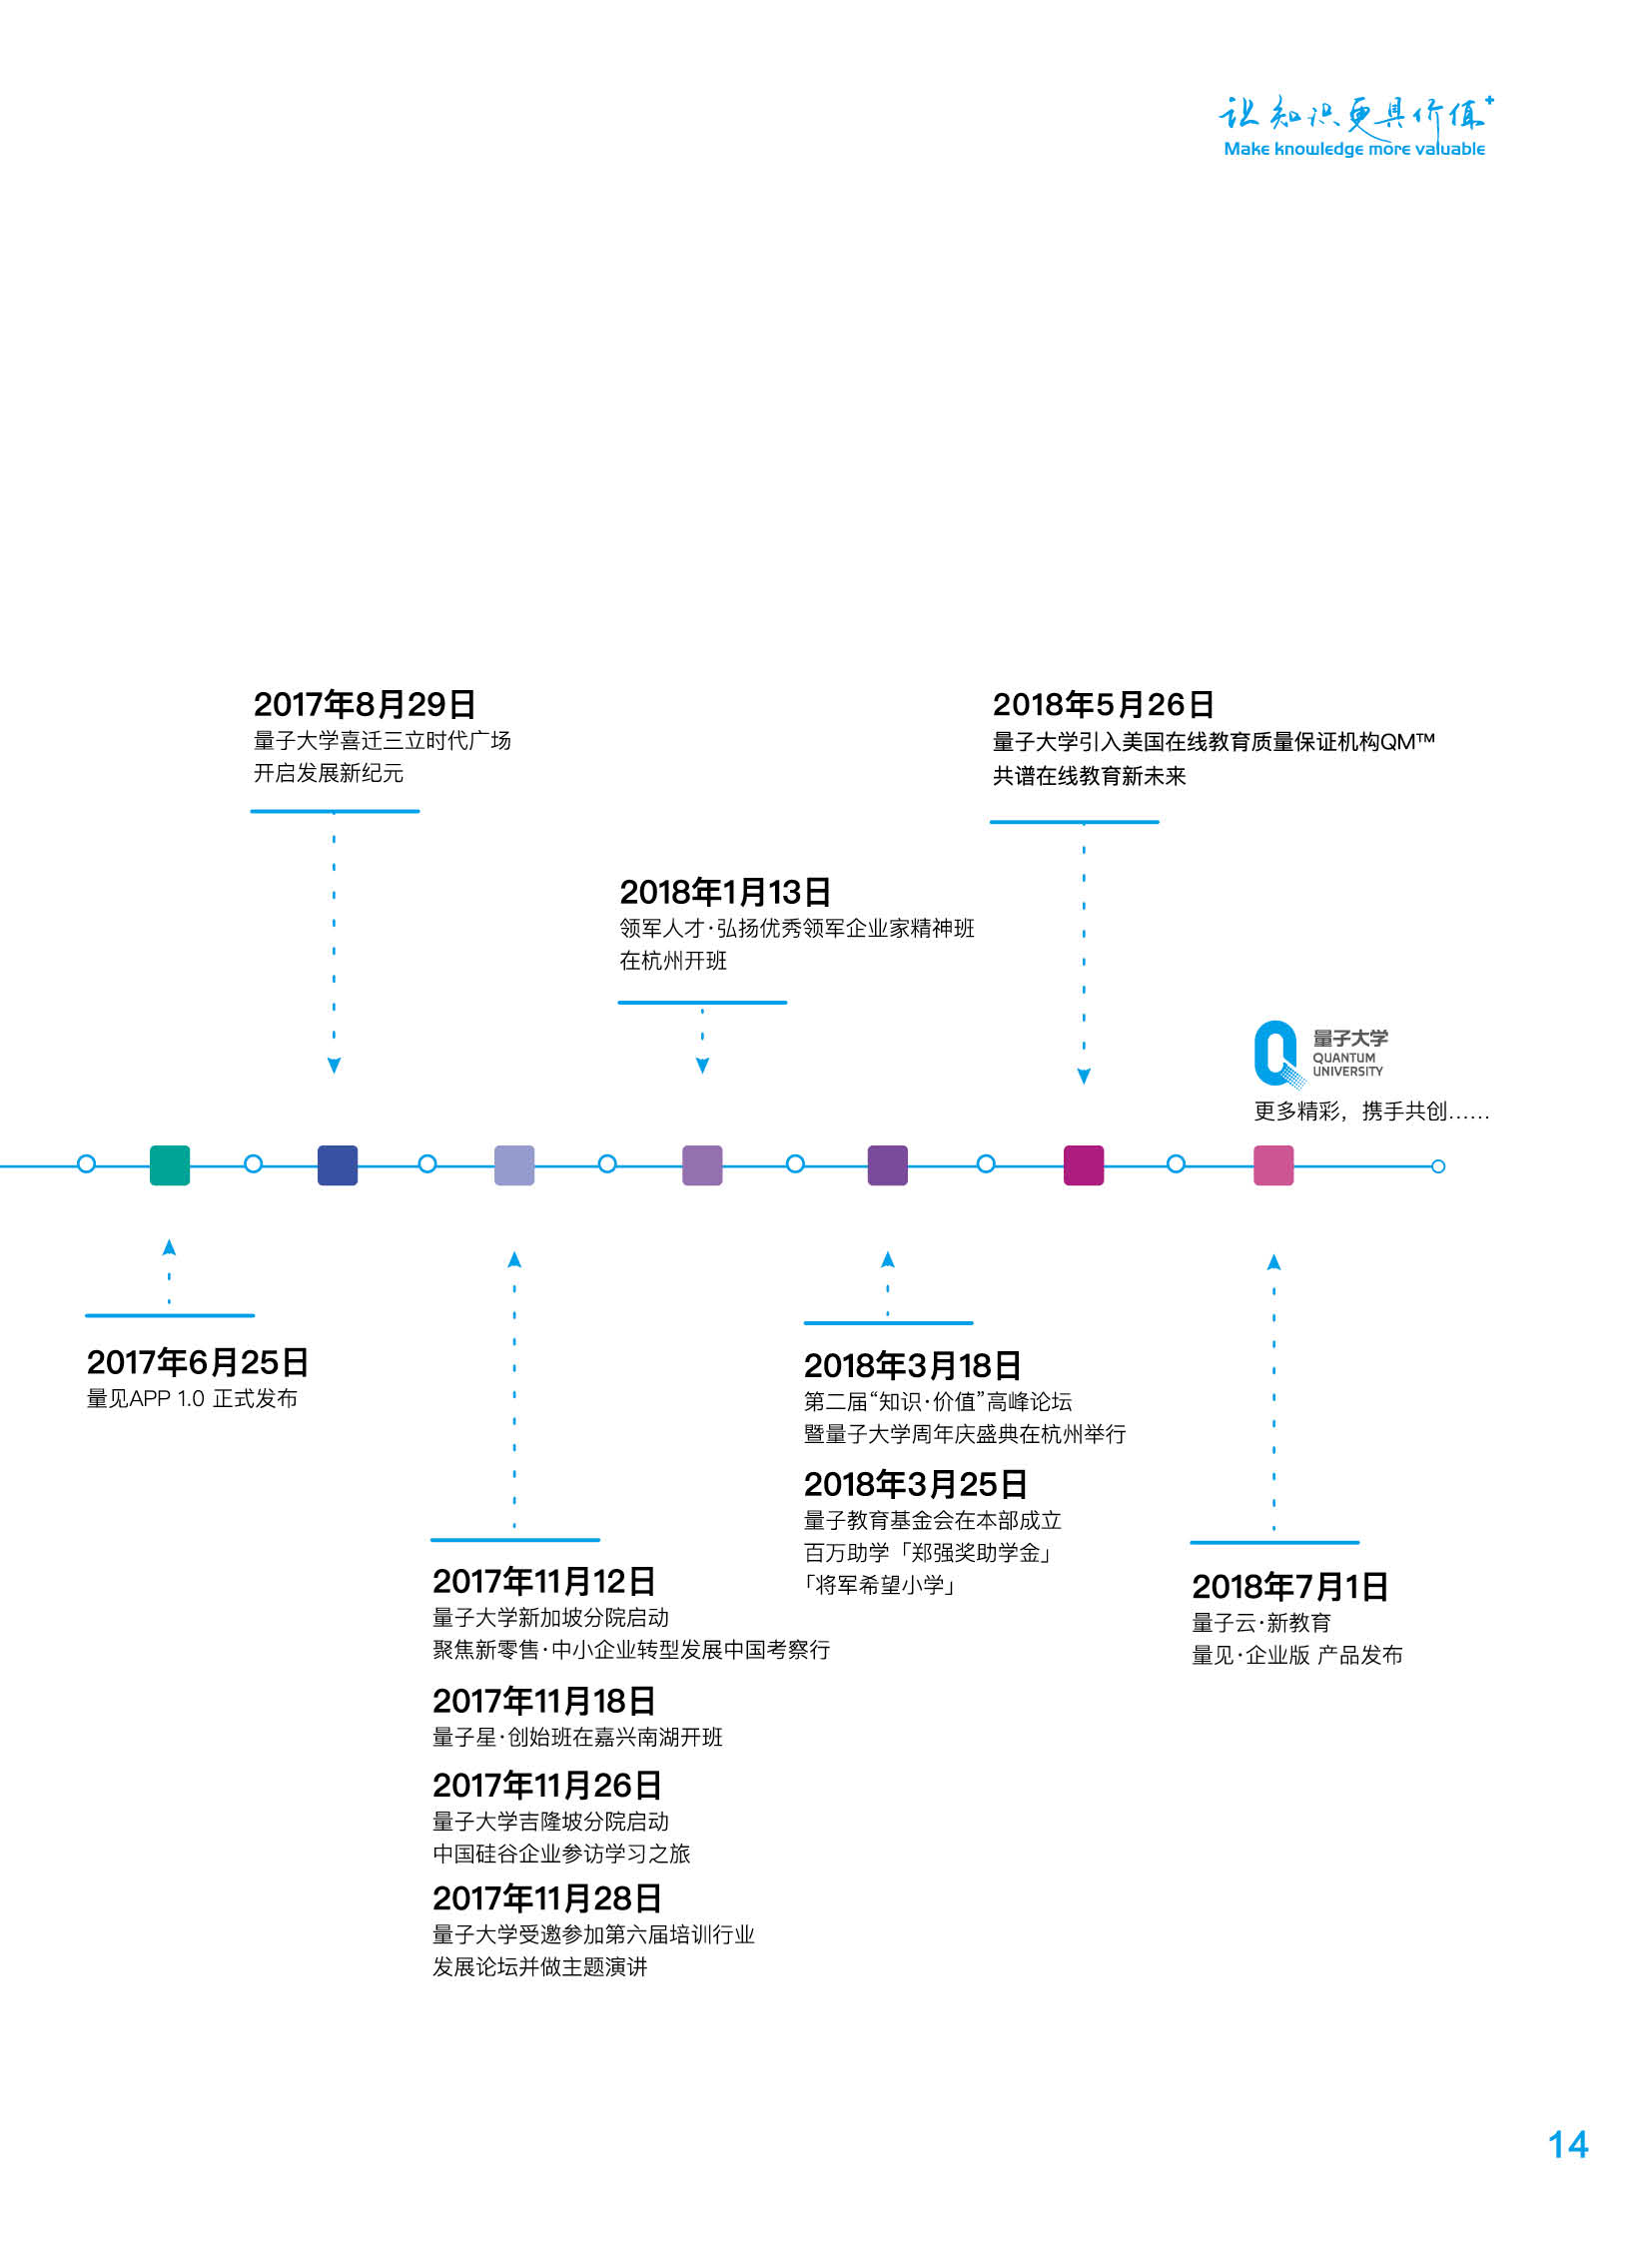 让知识更具价值+
Make knowledge more valuable
2017年8月29日
量子大学喜迁三立时代广场
开启发展新纪元
2018年5月26日
量子大学引入美国在线教育质量保证机构QM™
共谱在线教育新未来
2018年1月13日
领军人才·弘扬优秀领军企业家精神班
在杭州开班
量子大学
QUANTUM
UNIVERSITY
更多精彩，携手共创……
2017年6月25日
量见APP 1.0 正式发布
2017年11月12日
量子大学新加坡分院启动
聚焦新零售·中小企业转型发展中国考察行
2017年11月18日
量子星·创始班在嘉兴南湖开班
2017年11月26日
量子大学吉隆坡分院启动
中国硅谷企业参访学习之旅
2017年11月28日
量子大学受邀参加第六届培训行业
发展论坛并做主题演讲
2018年3月18日
第二届“知识·价值”高峰论坛
暨量子大学周年庆盛典在杭州举行
2018年3月25日
量子教育基金会在本部成立
百万助学「郑强奖助学金」
「将军希望小学」
2018年7月1日
量子云·新教育
量见·企业版 产品发布
14